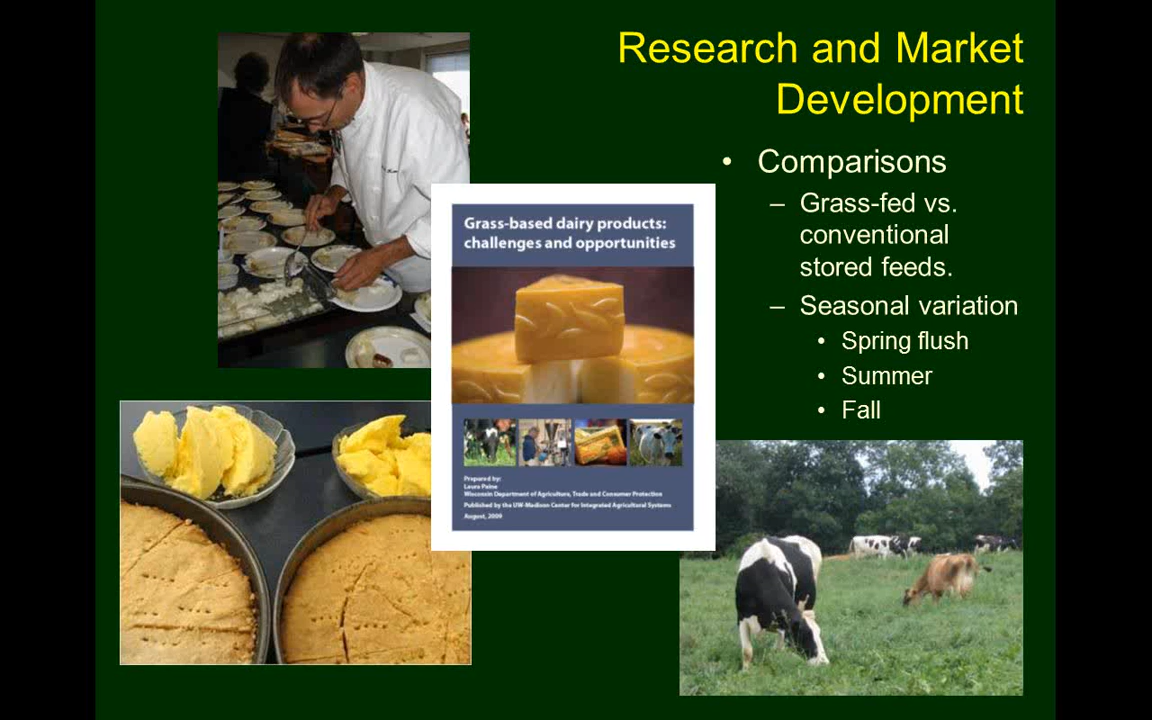 Research and Market
Development
• Comparisons
– Grass-fed vs.
conventional
stored feeds.
– Seasonal variation
• Spring flush
• Summer
• Fall
Grass-based dairy products:
challenges and opportunities
Prepared by:
Laura Paine
Wisconsin Department of Agriculture, Trade and Consumer Protection
Published by the UW-Madison Center for Integrated Agricultural Systems
August, 2009